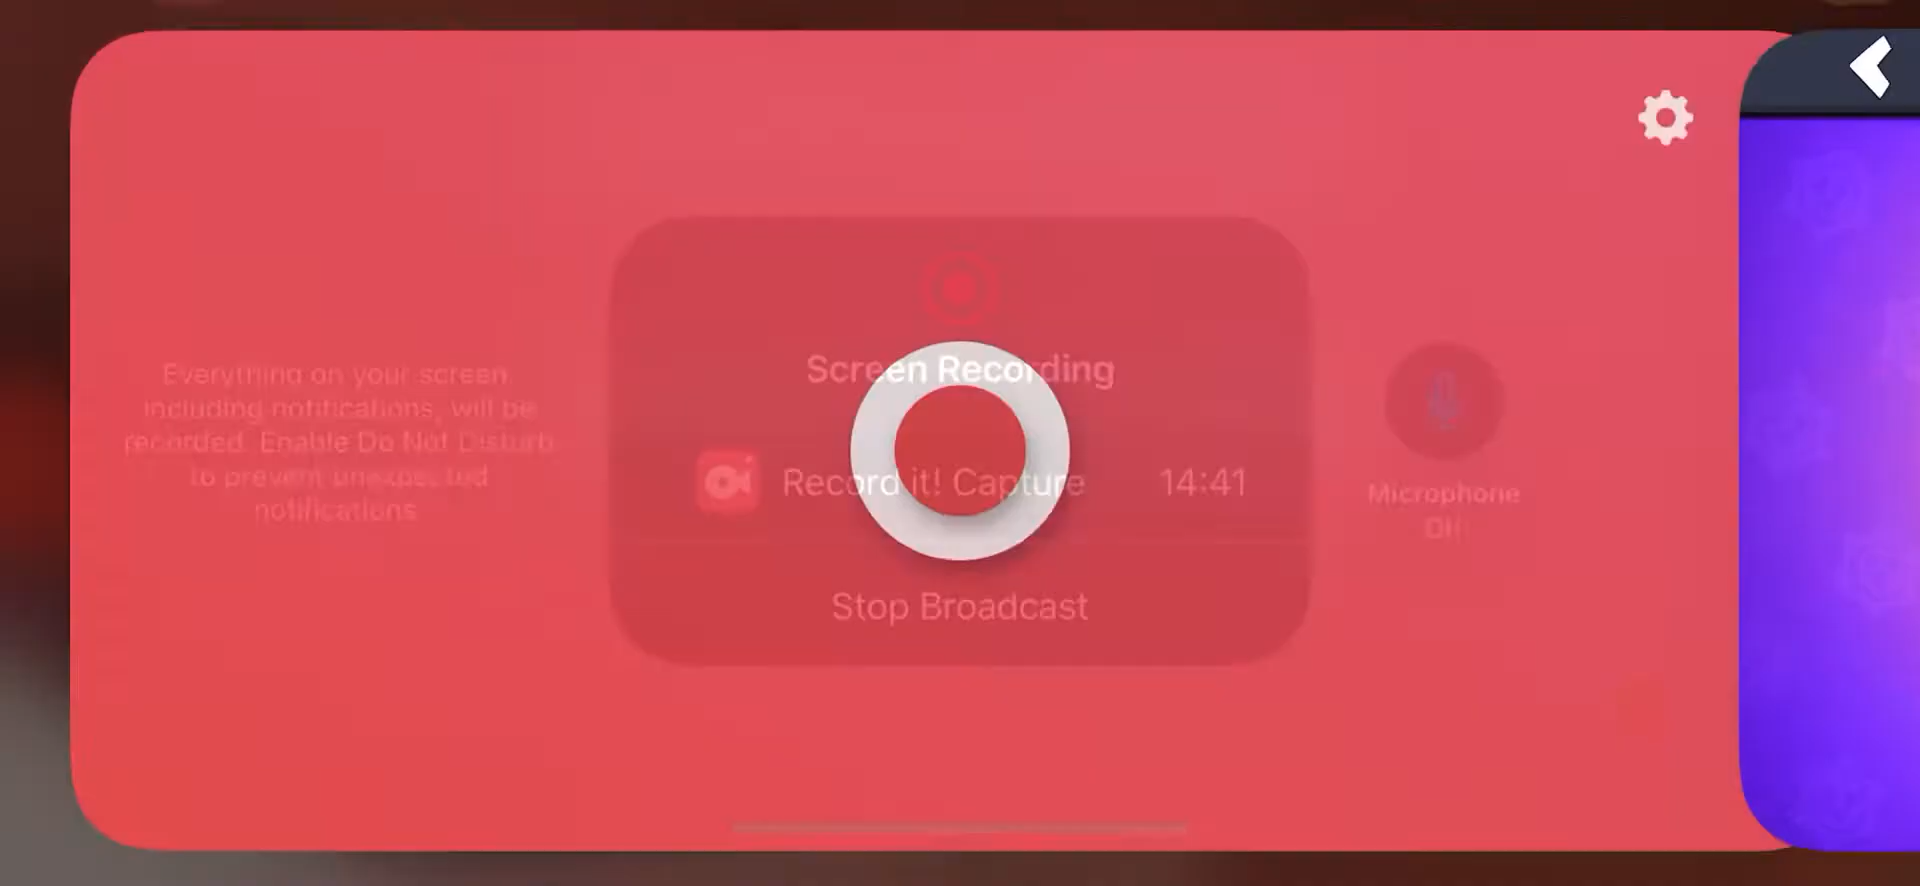 Everything on your screen
including notifications, will be
recorded. Enable Do Not Disturb
to prevent unexpected
notifications
Screen Recording
Record it! Capture 14:41
Stop Broadcast
Microphone
Off